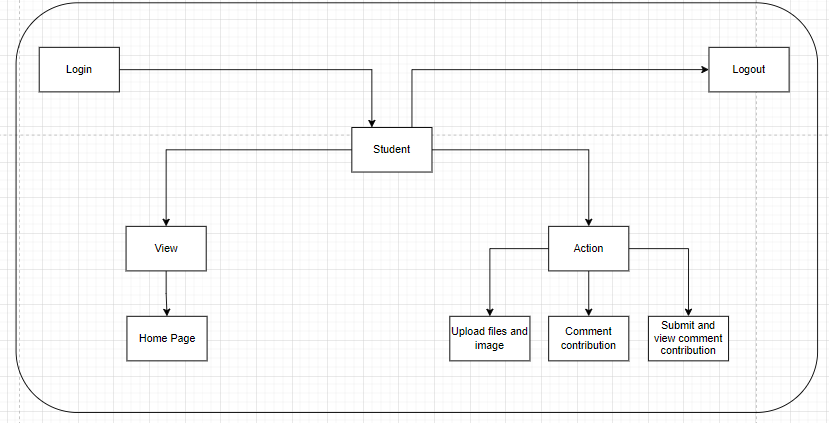 Login
Logout
Student
View
Action
Home Page
Upload files and
image
Comment
contribution
Submit and
view comment
contribution